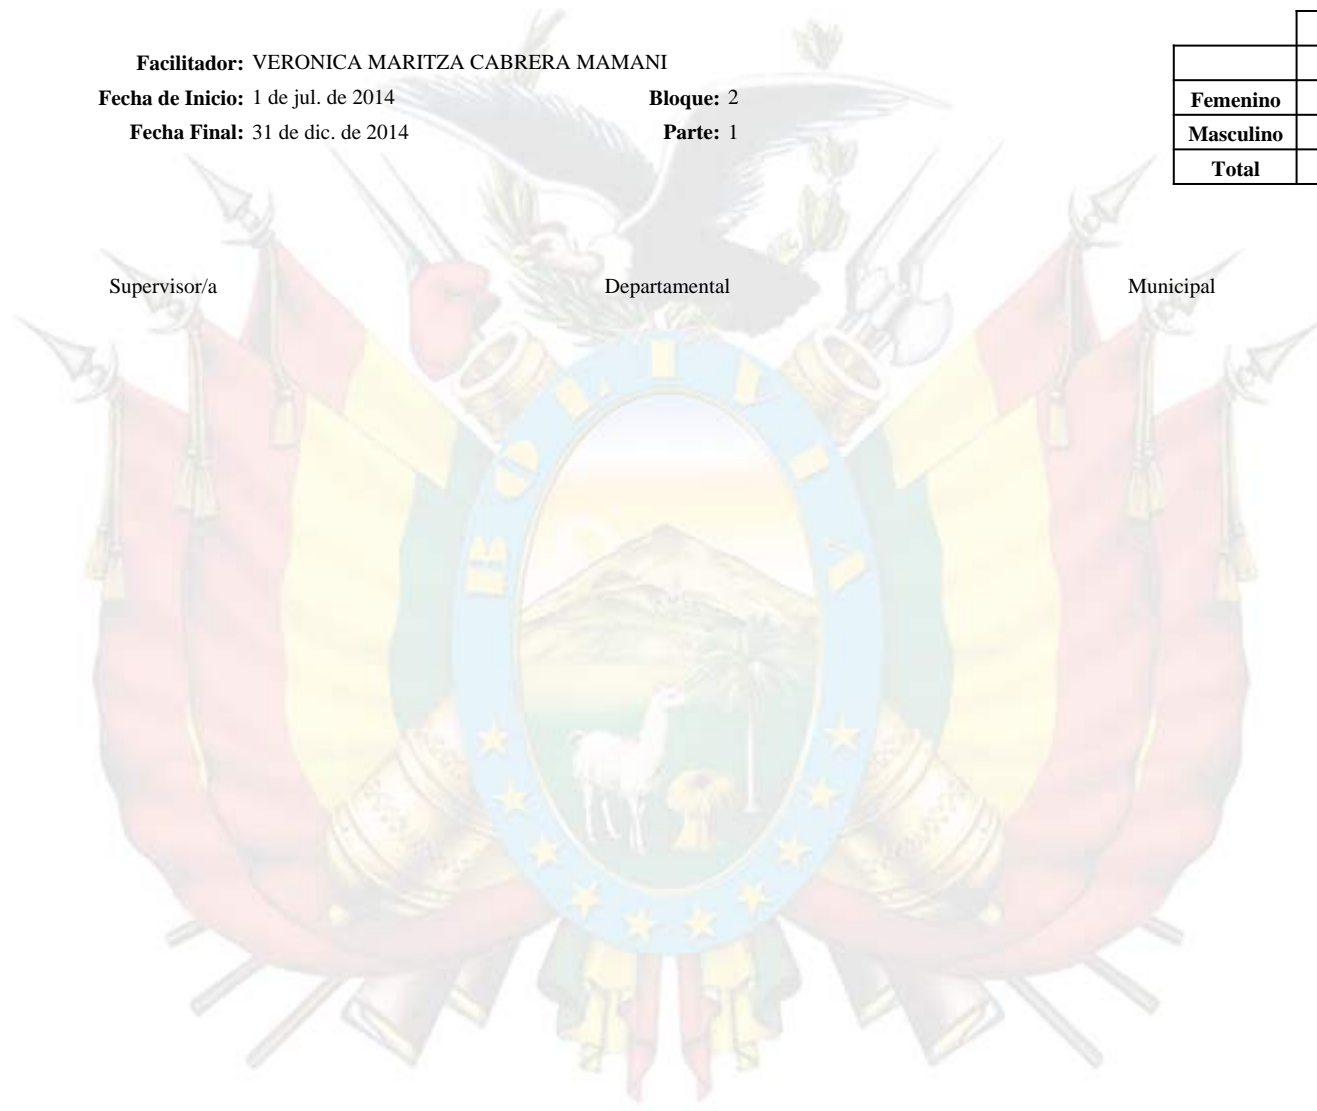 Facilitador: VERONICA MARITZA CABRERA MAMANI
Fecha de Inicio: 1 de jul. de 2014 Bloque: 2
Fecha Final: 31 de dic. de 2014 Parte: 1
Femenino
Masculino
Total
Supervisor/a Departamental Municipal
BOLIVIA